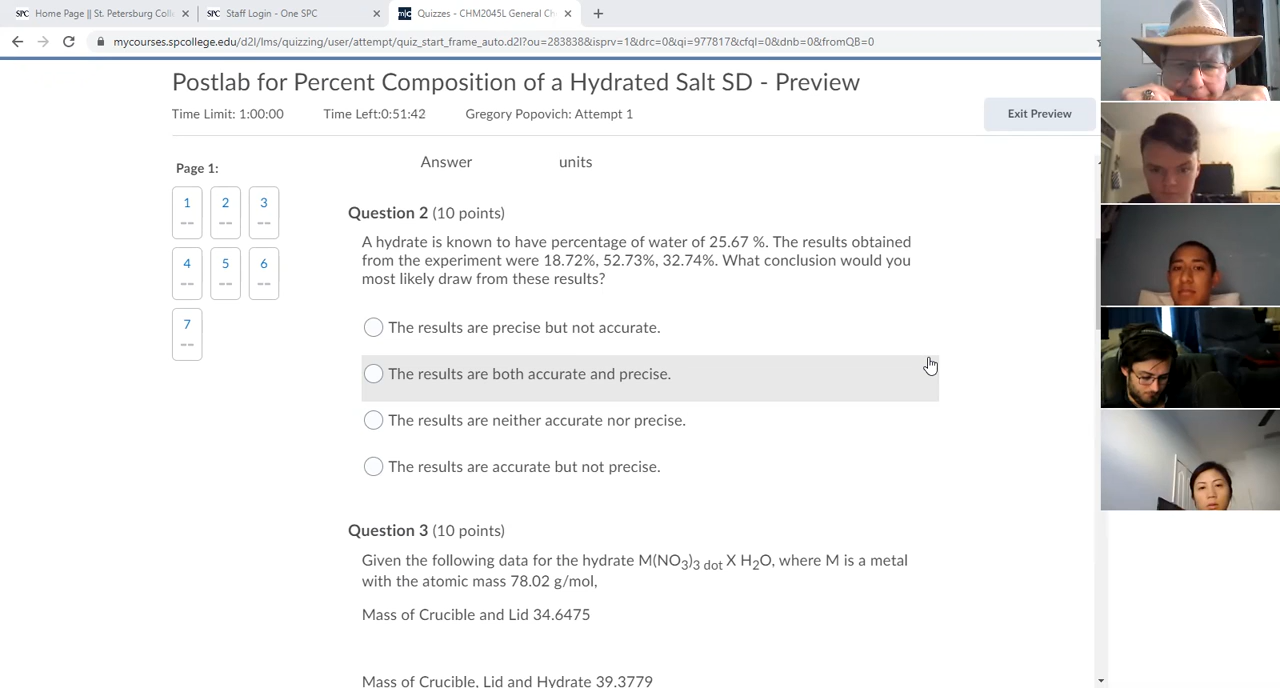 SPC Home Page || St. Petersburg Coll
SPC Staff Login - One SPC
Quizzes - CHM2045L General Ch
mycourses.spcollege.edu/d2l/lms/quizzing/user/attempt/quiz_start_frame_auto.d2l?ou=283838&isprv=1&drc=0&qi=977817&cfql=0&dnb=0&fromQB=0
Postlab for Percent Composition of a Hydrated Salt SD - Preview
Time Limit: 1:00:00 Time Left:0:51:42 Gregory Popovich: Attempt 1
Exit Preview
Page 1:
1 2 3
-- -- --
4 5 6
-- -- --
7
--
Answer units
Question 2 (10 points)
A hydrate is known to have percentage of water of 25.67 %. The results obtained
from the experiment were 18.72%, 52.73%, 32.74%. What conclusion would you
most likely draw from these results?
The results are precise but not accurate.
The results are both accurate and precise.
The results are neither accurate nor precise.
The results are accurate but not precise.
Question 3 (10 points)
Given the following data for the hydrate M(NO3)3 dot X H2O, where M is a metal
with the atomic mass 78.02 g/mol,
Mass of Crucible and Lid 34.6475
Mass of Crucible, Lid and Hydrate 39.3779